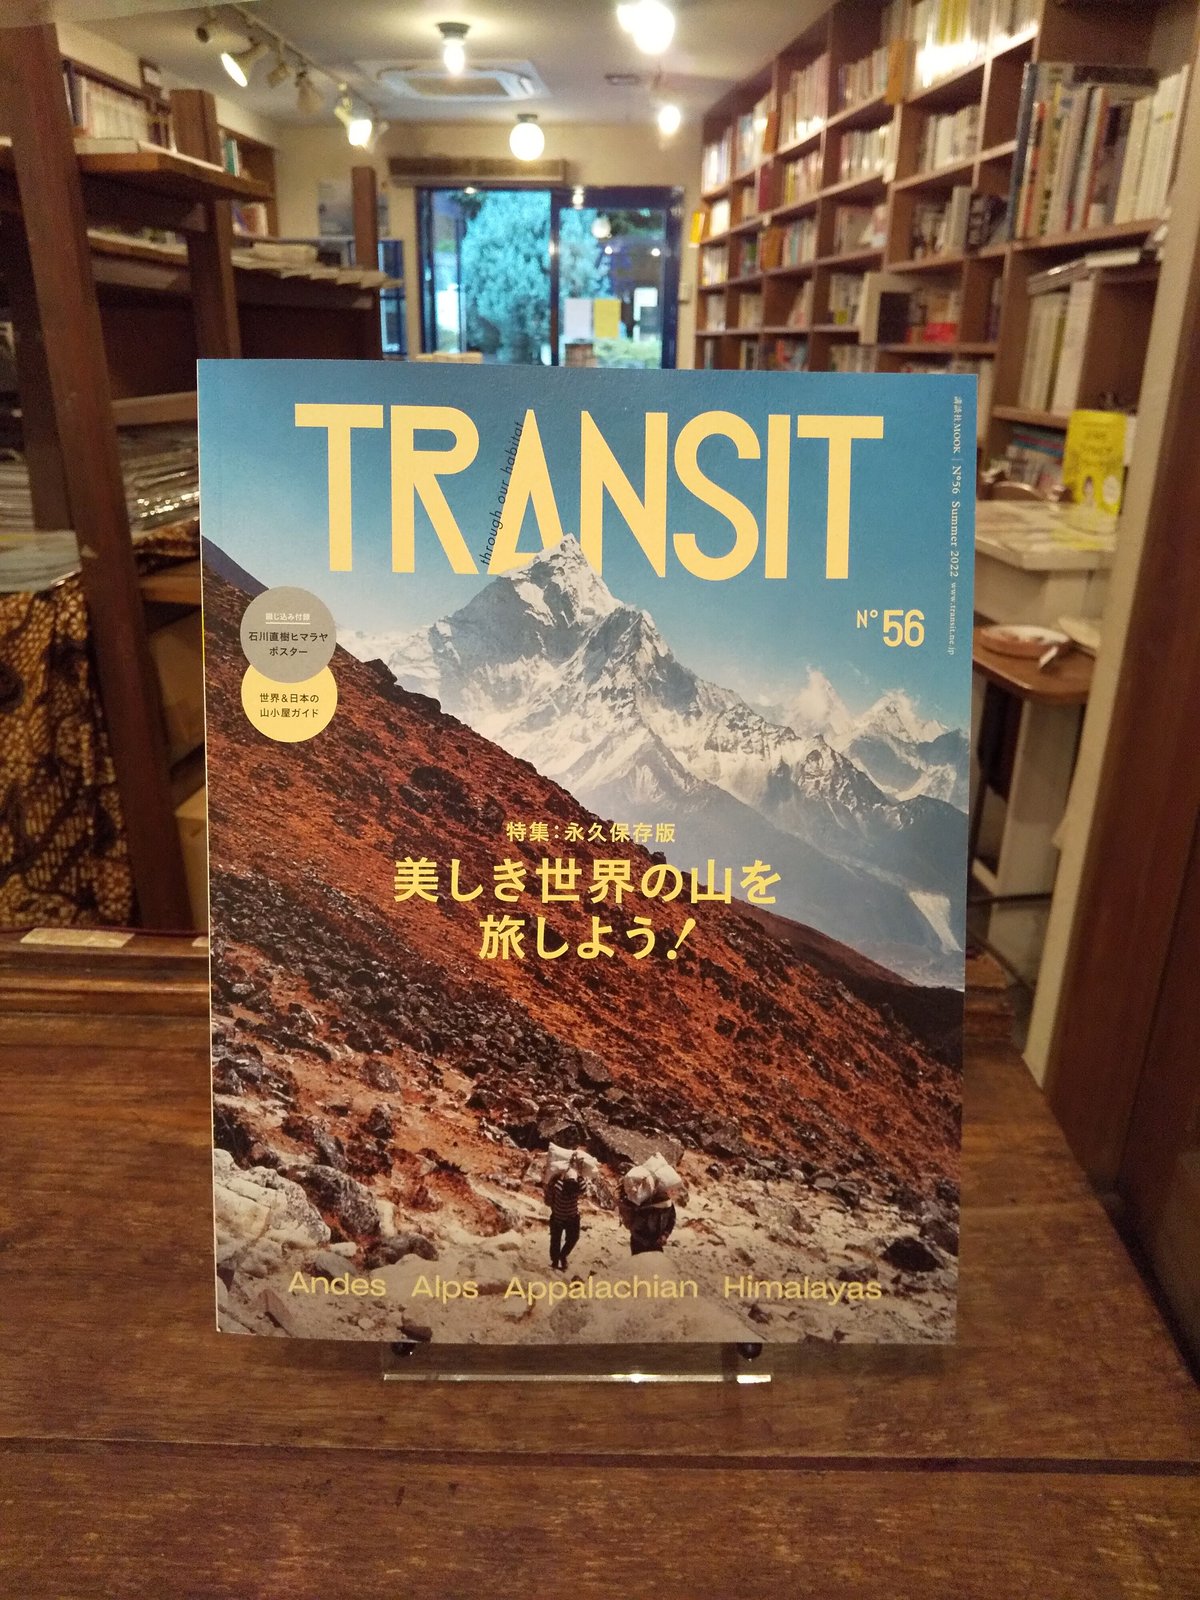 TRANSIT
through our habitat
N° 56
講談社MOOK | N°56 Summer 2022 www.transit.ne.jp
綴じ込み付録
石川直樹ヒマラヤ
ポスター
世界&日本の
山小屋ガイド
特集:永久保存版
美しき世界の山を
旅しよう!
Andes Alps Appalachian Himalayas